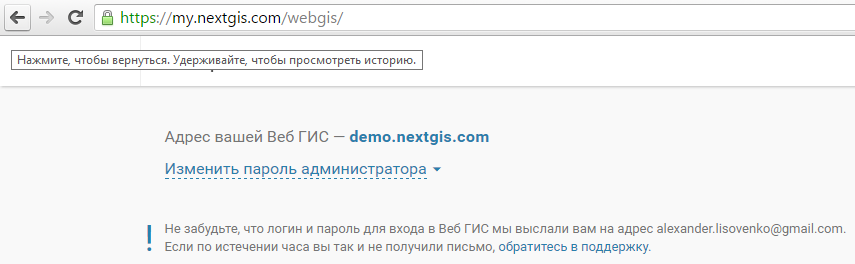 https://my.nextgis.com/webgis/
Нажмите, чтобы вернуться. Удерживайте, чтобы просмотреть историю.
Адрес вашей Веб ГИС — demo.nextgis.com
Изменить пароль администратора
! Не забудьте, что логин и пароль для входа в Веб ГИС мы выслали вам на адрес alexander.lisovenko@gmail.com.
Если по истечении часа вы так и не получили письмо, обратитесь в поддержку.